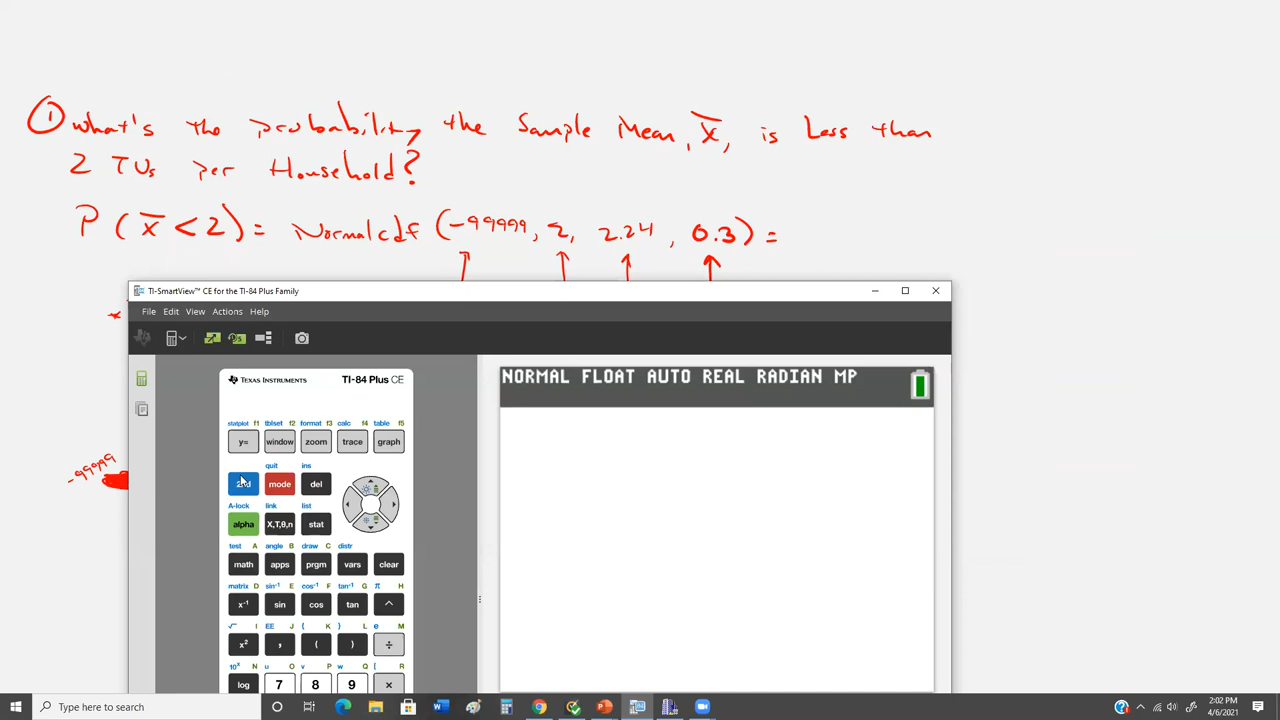 ① What's the probability, the Sample Mean, x̄, is Less than
2 TVs per Household?
P(x̄<2) = Normalcdf (-99999, 2, 2.24, 0.3) =
TI-SmartView™ CE for the TI-84 Plus Family
File Edit View Actions Help
*
TEXAS INSTRUMENTS TI-84 Plus CE
NORMAL FLOAT AUTO REAL RADIAN MP
statplot f1 tblset f2 format f3 calc f4 table f5
y= window zoom trace graph
quit ins
2nd mode del
-99999
A-lock link list
alpha X,T,θ,n stat
test A angle B draw C distr
math apps prgm vars clear
matrix D sin⁻¹ E cos⁻¹ F tan⁻¹ G π H
x⁻¹ sin cos tan ^
√ I EE J { K } L e M
x² , ( ) ÷
10ˣ N u O v P w Q [ R
log 7 8 9 ×
Type here to search
2:02 PM
4/6/2021